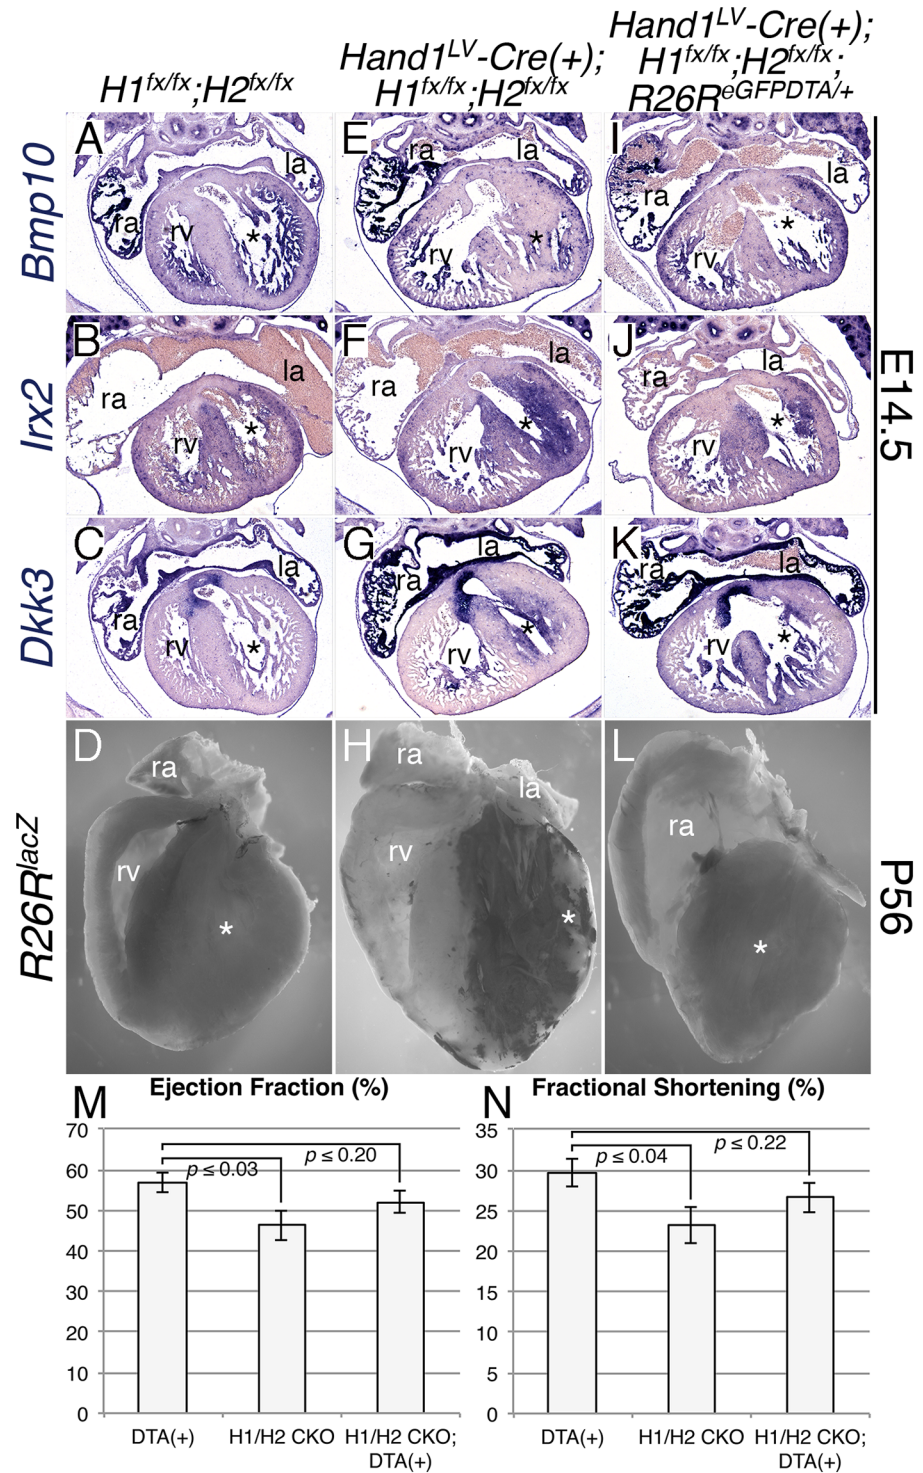 H1fx/fx;H2fx/fx
Hand1LV-Cre(+);
H1fx/fx;H2fx/fx
Hand1LV-Cre(+);
H1fx/fx;H2fx/fx;
R26ReGFPDTA/+
Bmp10
A
ra
la
rv
*
E
ra
la
rv
*
I
ra
la
rv
*
Irx2
B
ra
la
rv
*
F
ra
la
rv
*
J
ra
la
rv
*
E14.5
Dkk3
C
ra
la
rv
*
G
ra
la
rv
*
K
ra
la
rv
*
R26RlacZ
D
ra
rv
*
H
ra
la
rv
*
L
ra
*
P56
M
Ejection Fraction (%)
70
60
50
40
30
20
10
0
p ≤ 0.03
p ≤ 0.20
DTA(+)
H1/H2 CKO
H1/H2 CKO;
DTA(+)
N
Fractional Shortening (%)
35
30
25
20
15
10
5
0
p ≤ 0.04
p ≤ 0.22
DTA(+)
H1/H2 CKO
H1/H2 CKO;
DTA(+)